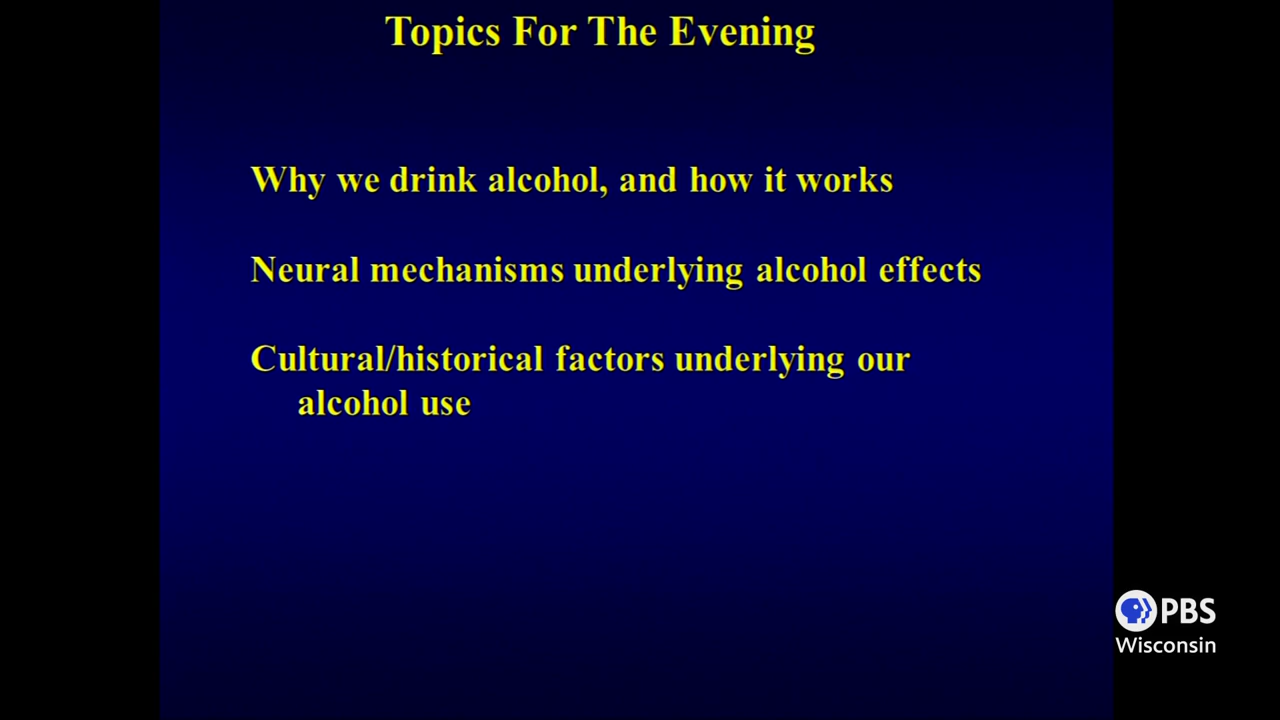 Topics For The Evening
Why we drink alcohol, and how it works
Neural mechanisms underlying alcohol effects
Cultural/historical factors underlying our
alcohol use
PBS
Wisconsin